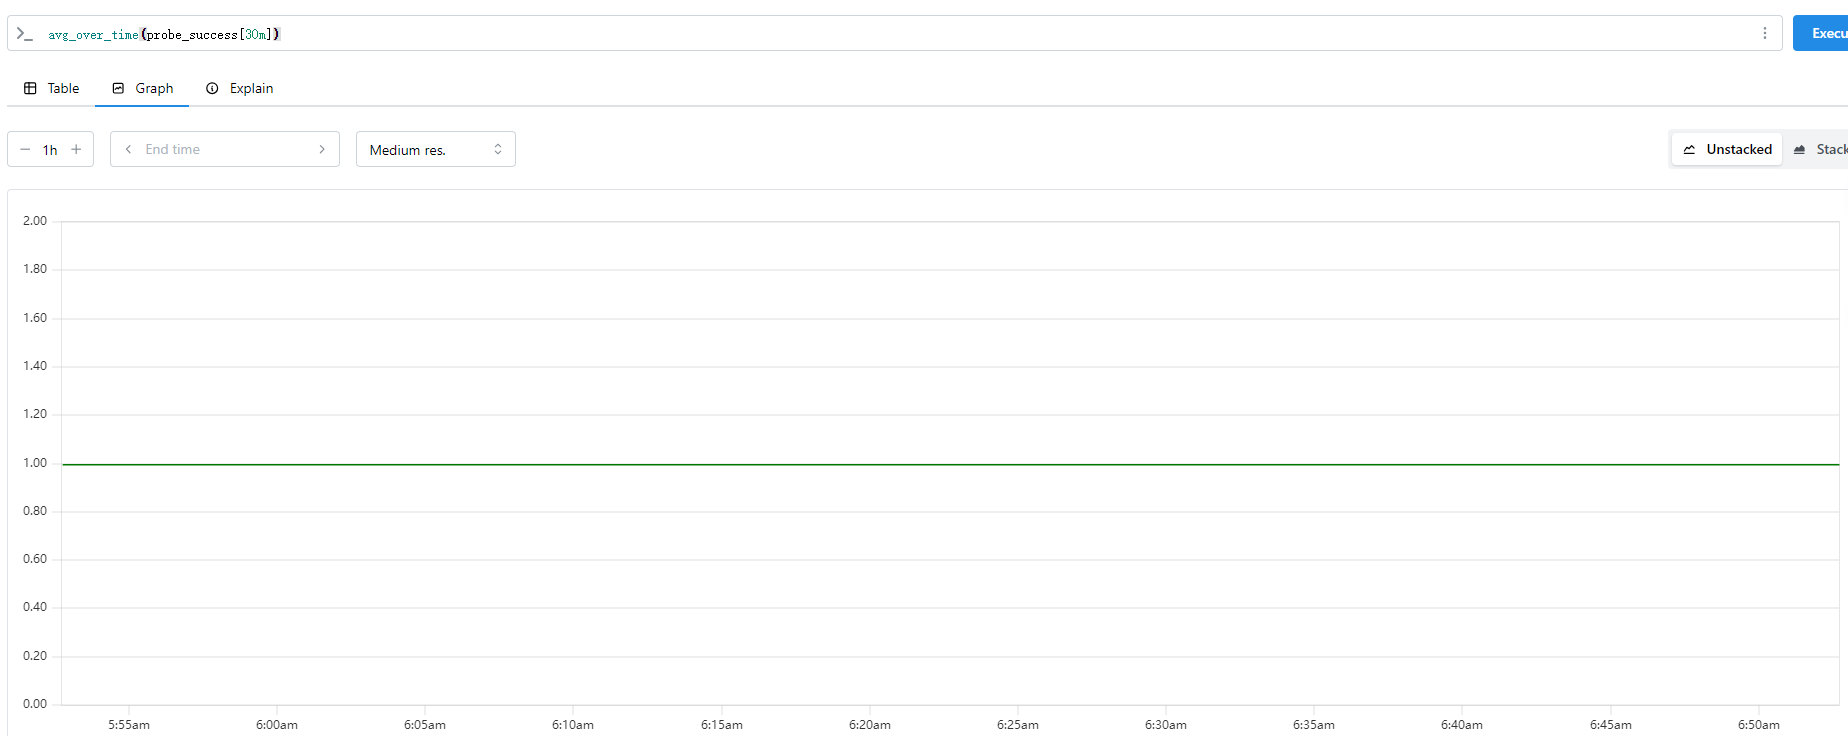 avg_over_time(probe_success[30m])
Execu
Table Graph Explain
1h End time Medium res. Unstacked Stack
2.00
1.80
1.60
1.40
1.20
1.00
0.80
0.60
0.40
0.20
0.00
5:55am 6:00am 6:05am 6:10am 6:15am 6:20am 6:25am 6:30am 6:35am 6:40am 6:45am 6:50am